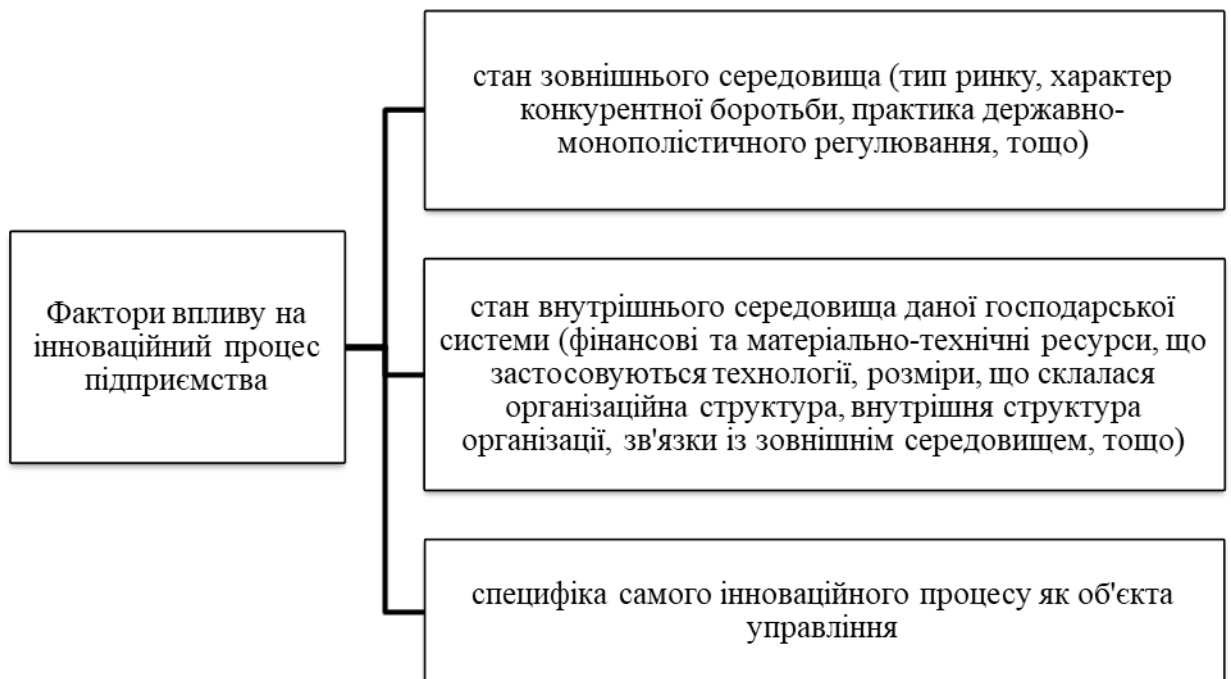 стан зовнішнього середовища (тип ринку, характер
конкурентної боротьби, практика державно-
монополістичного регулювання, тощо)
Фактори впливу на
інноваційний процес
підприємства
стан внутрішнього середовища даної господарської
системи (фінансові та матеріально-технічні ресурси, що
застосовуються технології, розміри, що склалася
організаційна структура, внутрішня структура
організації, зв'язки із зовнішнім середовищем, тощо)
специфіка самого інноваційного процесу як об'єкта
управління